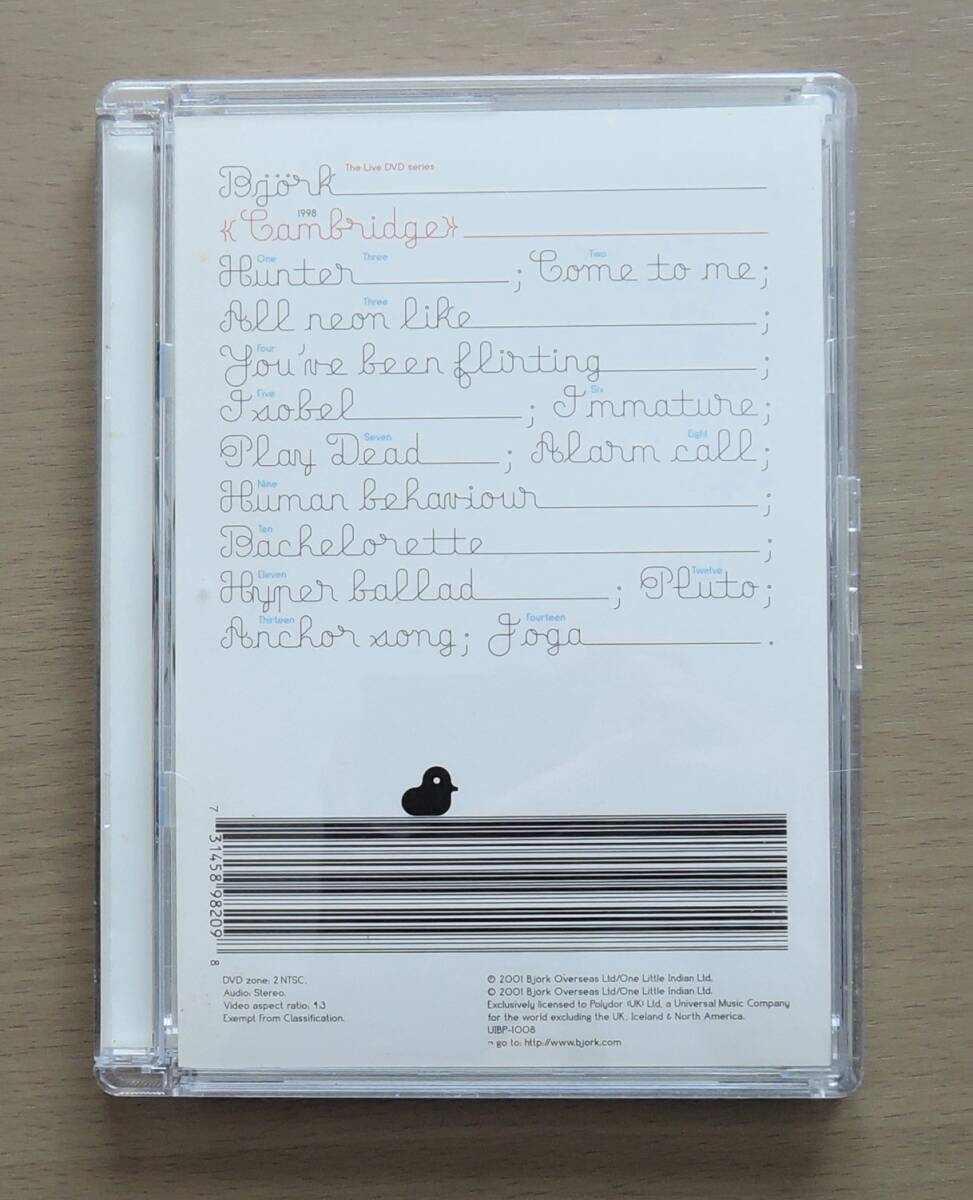 The Live DVD series
Björk
1998
«Cambridge»
One Three Two
Hunter ; Come to me;
Three
All neon like ;
Four
You've been flirting ;
Five Six
Isobel ; Immature;
Seven Eight
Play Dead ; Alarm call;
Nine
Human behaviour ;
Ten
Bachelorette ;
Eleven Twelve
Hyper ballad ; Pluto;
Thirteen Fourteen
Anchor song; Joga .
7 31458 98209 8
DVD zone: 2 NTSC.
Audio: Stereo.
Video aspect ratio: 4:3
Exempt From Classification.
© 2001 Björk Overseas Ltd/One Little Indian Ltd.
© 2001 Björk Overseas Ltd/One Little Indian Ltd.
Exclusively licensed to Polydor (UK) Ltd, a Universal Music Company
for the world excluding the UK, Iceland & North America.
UIBP-1008
¬ go to: http://www.bjork.com